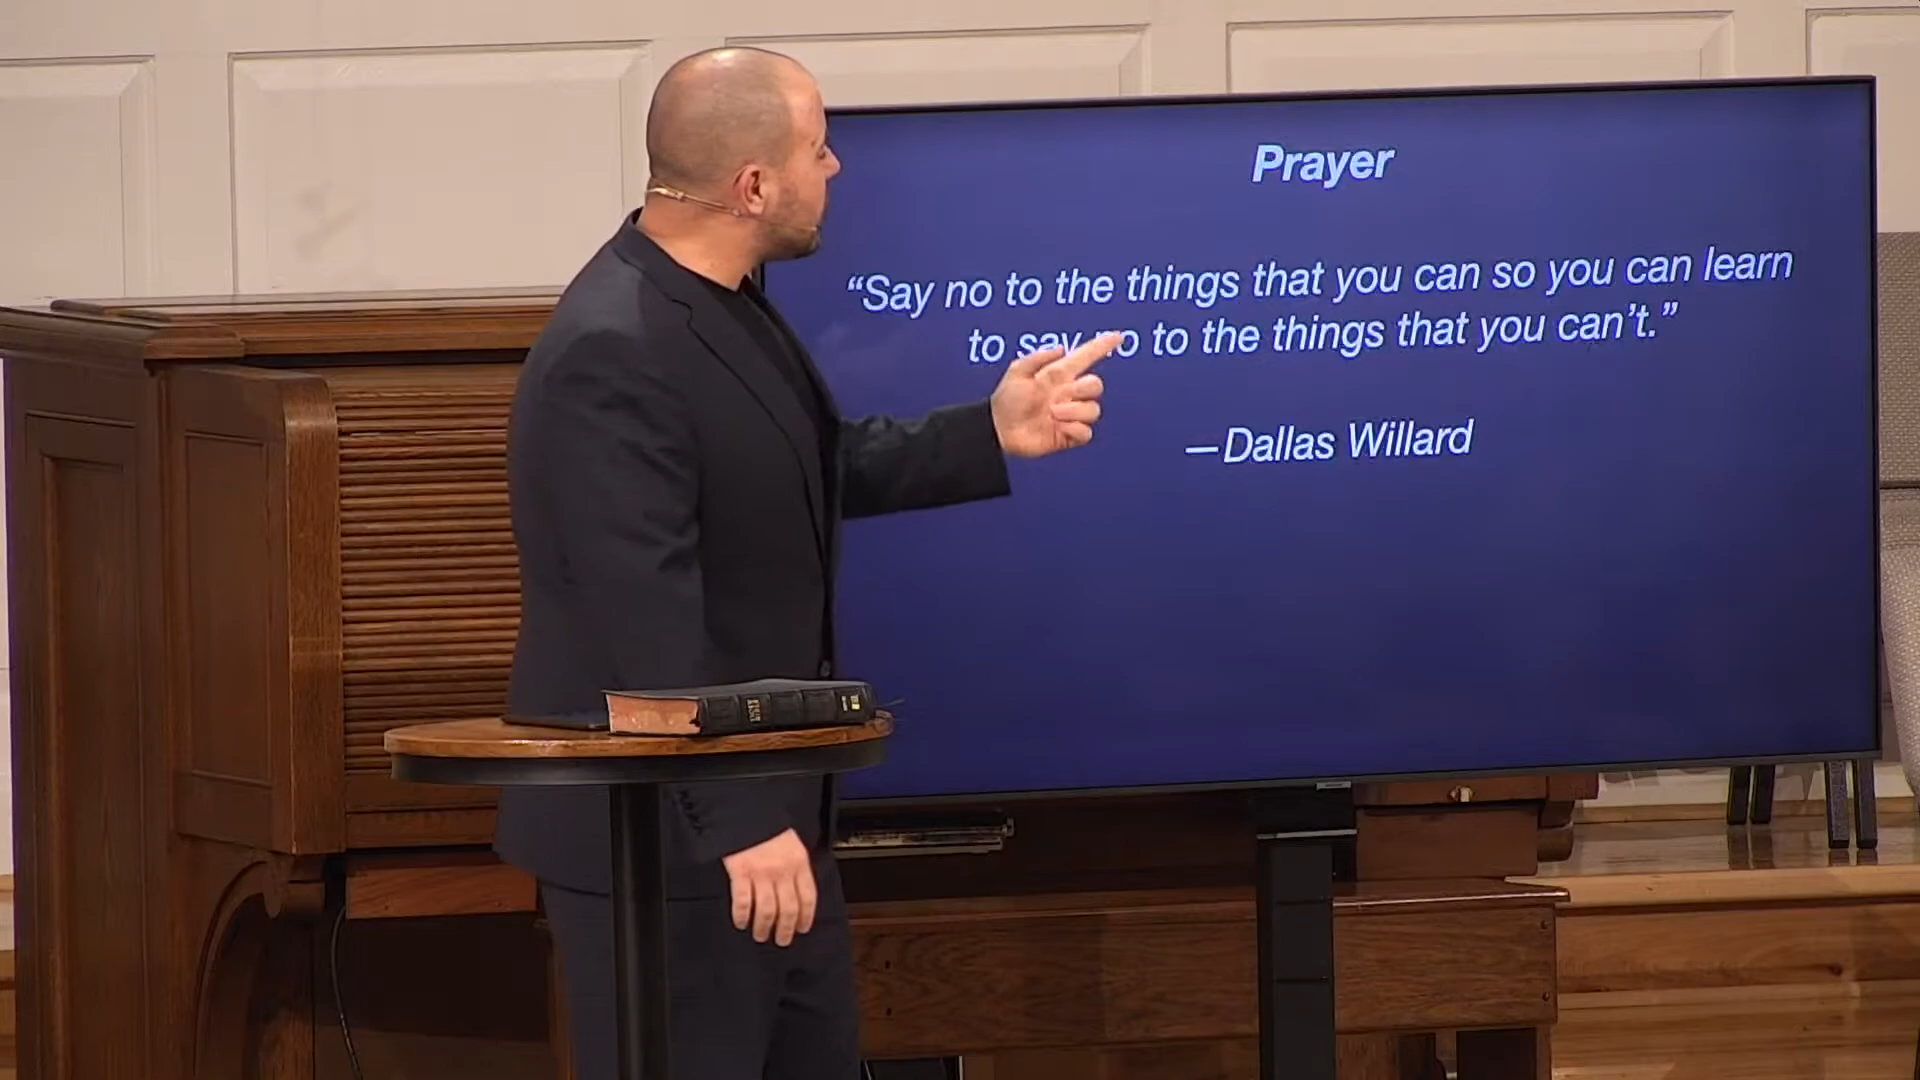 Prayer
“Say no to the things that you can so you can learn
to say no to the things that you can’t.”
—Dallas Willard